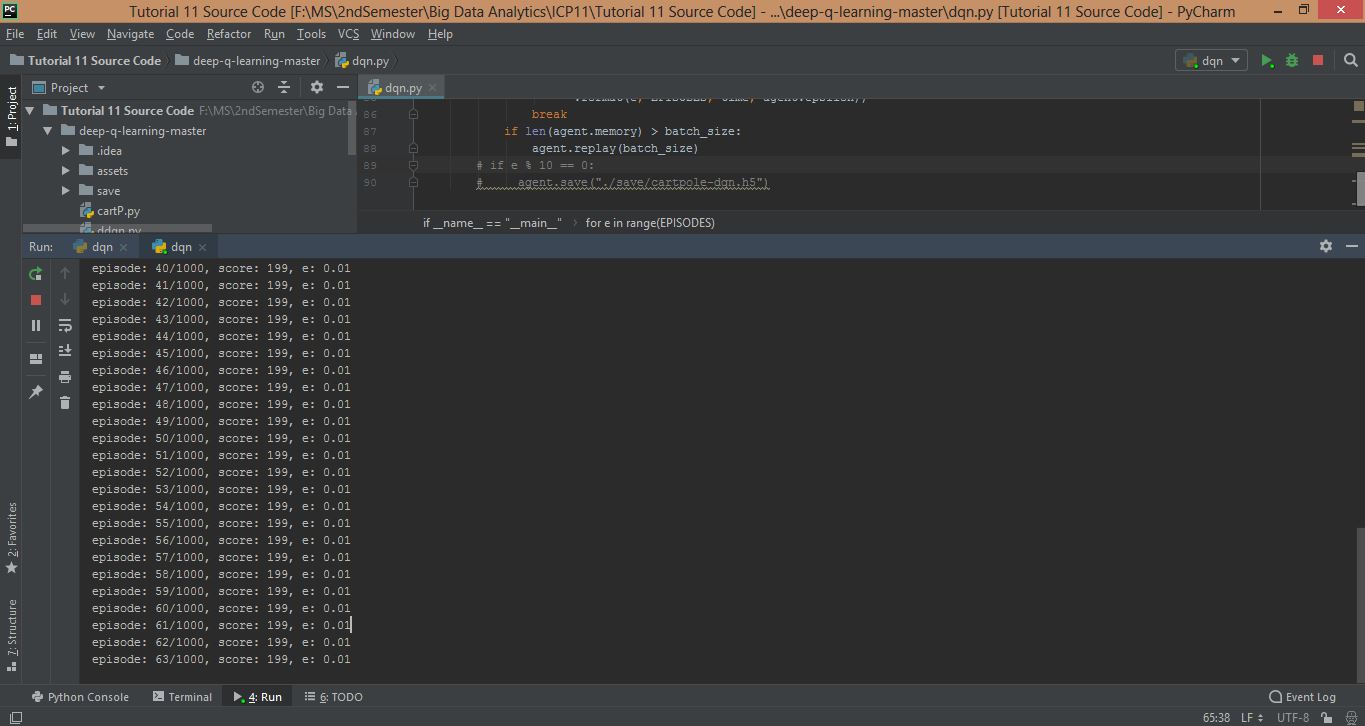 PC Tutorial 11 Source Code [F:\MS\2ndSemester\Big Data Analytics\ICP11\Tutorial 11 Source Code] - ...\deep-q-learning-master\dqn.py [Tutorial 11 Source Code] - PyCharm
File Edit View Navigate Code Refactor Run Tools VCS Window Help
Tutorial 11 Source Code deep-q-learning-master dqn.py dqn
1: Project
Project
dqn.py
Tutorial 11 Source Code F:\MS\2ndSemester\Big Data
deep-q-learning-master
.idea
assets
save
cartP.py
ddqn.py
86 break
87 if len(agent.memory) > batch_size:
88 agent.replay(batch_size)
89 # if e % 10 == 0:
90 # agent.save("./save/cartpole-dqn.h5")
if __name__ == "__main__" for e in range(EPISODES)
Run: dqn dqn
episode: 40/1000, score: 199, e: 0.01
episode: 41/1000, score: 199, e: 0.01
episode: 42/1000, score: 199, e: 0.01
episode: 43/1000, score: 199, e: 0.01
episode: 44/1000, score: 199, e: 0.01
episode: 45/1000, score: 199, e: 0.01
episode: 46/1000, score: 199, e: 0.01
episode: 47/1000, score: 199, e: 0.01
episode: 48/1000, score: 199, e: 0.01
episode: 49/1000, score: 199, e: 0.01
episode: 50/1000, score: 199, e: 0.01
episode: 51/1000, score: 199, e: 0.01
episode: 52/1000, score: 199, e: 0.01
episode: 53/1000, score: 199, e: 0.01
episode: 54/1000, score: 199, e: 0.01
episode: 55/1000, score: 199, e: 0.01
episode: 56/1000, score: 199, e: 0.01
episode: 57/1000, score: 199, e: 0.01
episode: 58/1000, score: 199, e: 0.01
episode: 59/1000, score: 199, e: 0.01
episode: 60/1000, score: 199, e: 0.01
episode: 61/1000, score: 199, e: 0.01
episode: 62/1000, score: 199, e: 0.01
episode: 63/1000, score: 199, e: 0.01
2: Favorites
7: Structure
Python Console Terminal 4: Run 6: TODO Event Log
65:38 LF UTF-8